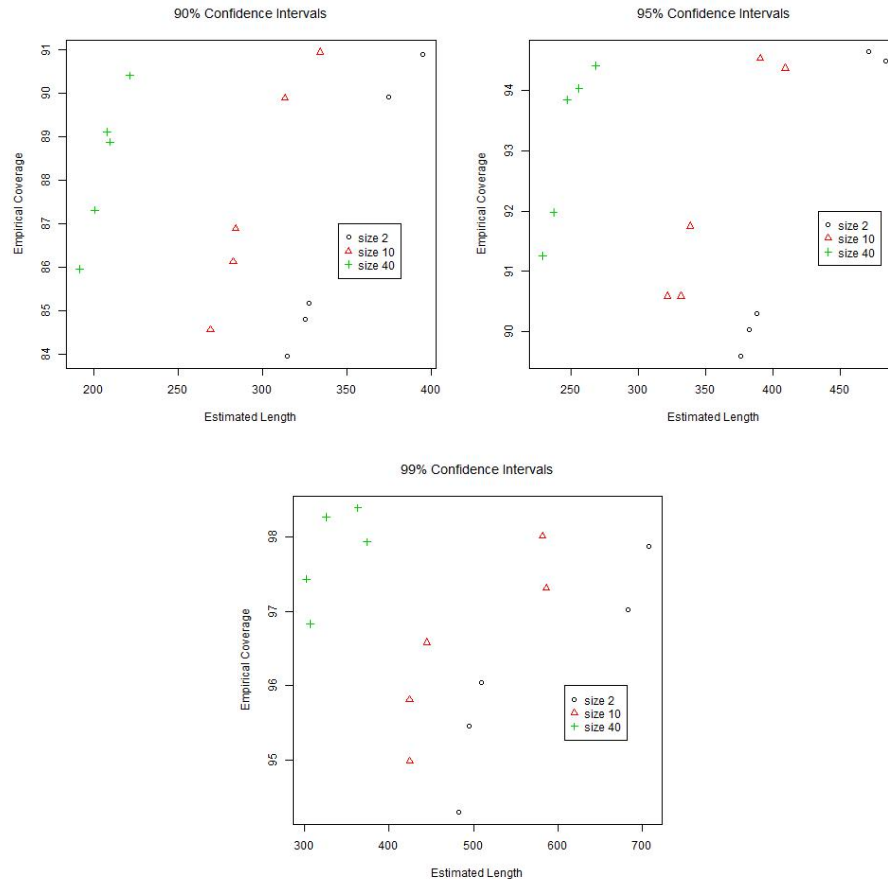 90% Confidence Intervals
91
90
89
88
87
86
85
84
Empirical Coverage
size 2
size 10
size 40
200
250
300
350
400
Estimated Length
95% Confidence Intervals
94
93
92
91
90
Empirical Coverage
size 2
size 10
size 40
250
300
350
400
450
Estimated Length
99% Confidence Intervals
98
97
96
95
Empirical Coverage
size 2
size 10
size 40
300
400
500
600
700
Estimated Length